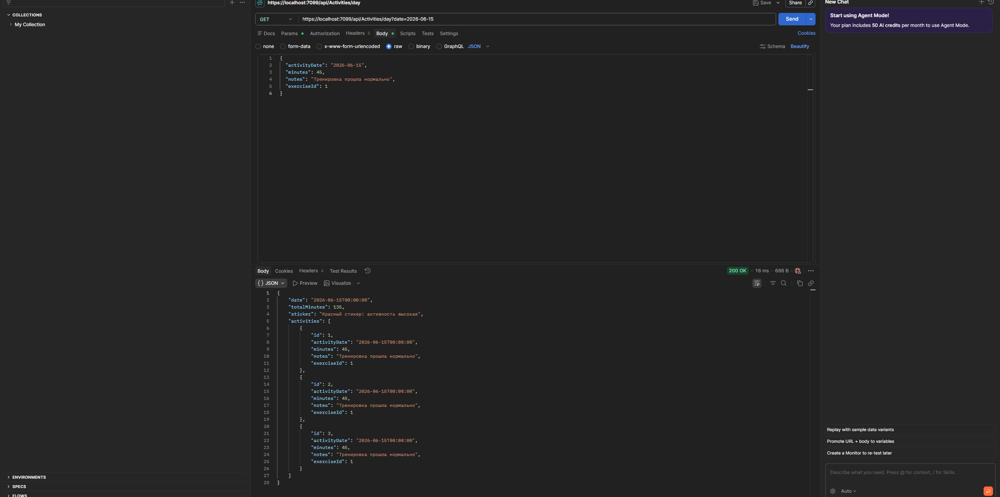 COLLECTIONS
My Collection
ENVIRONMENTS
SPECS
FLOWS
HTTP https://localhost:7099/api/Activities/day
Save Share
GET https://localhost:7099/api/Activities/day?date=2026-06-15 Send
Docs Params Authorization Headers 8 Body Scripts Tests Settings Cookies
none form-data x-www-form-urlencoded raw binary GraphQL JSON Schema Beautify
1 {
2 "activityDate": "2026-06-15",
3 "minutes": 45,
4 "notes": "Тренировка прошла нормально",
5 "exerciseId": 1
6 }
Body Cookies Headers 4 Test Results 200 OK • 16 ms • 686 B •
{} JSON Preview Visualize
1 {
2 "date": "2026-06-15T00:00:00",
3 "totalMinutes": 135,
4 "sticker": "Красный стикер: активность высокая",
5 "activities": [
6 {
7 "id": 1,
8 "activityDate": "2026-06-15T00:00:00",
9 "minutes": 45,
10 "notes": "Тренировка прошла нормально",
11 "exerciseId": 1
12 },
13 {
14 "id": 2,
15 "activityDate": "2026-06-15T00:00:00",
16 "minutes": 45,
17 "notes": "Тренировка прошла нормально",
18 "exerciseId": 1
19 },
20 {
21 "id": 3,
22 "activityDate": "2026-06-15T00:00:00",
23 "minutes": 45,
24 "notes": "Тренировка прошла нормально",
25 "exerciseId": 1
26 }
27 ]
28 }
New Chat
Start using Agent Mode!
Your plan includes 50 AI credits per month to use Agent Mode.
Replay with sample data variants
Promote URL + body to variables
Create a Monitor to re-test later
Describe what you need. Press @ for context, / for Skills.
Auto